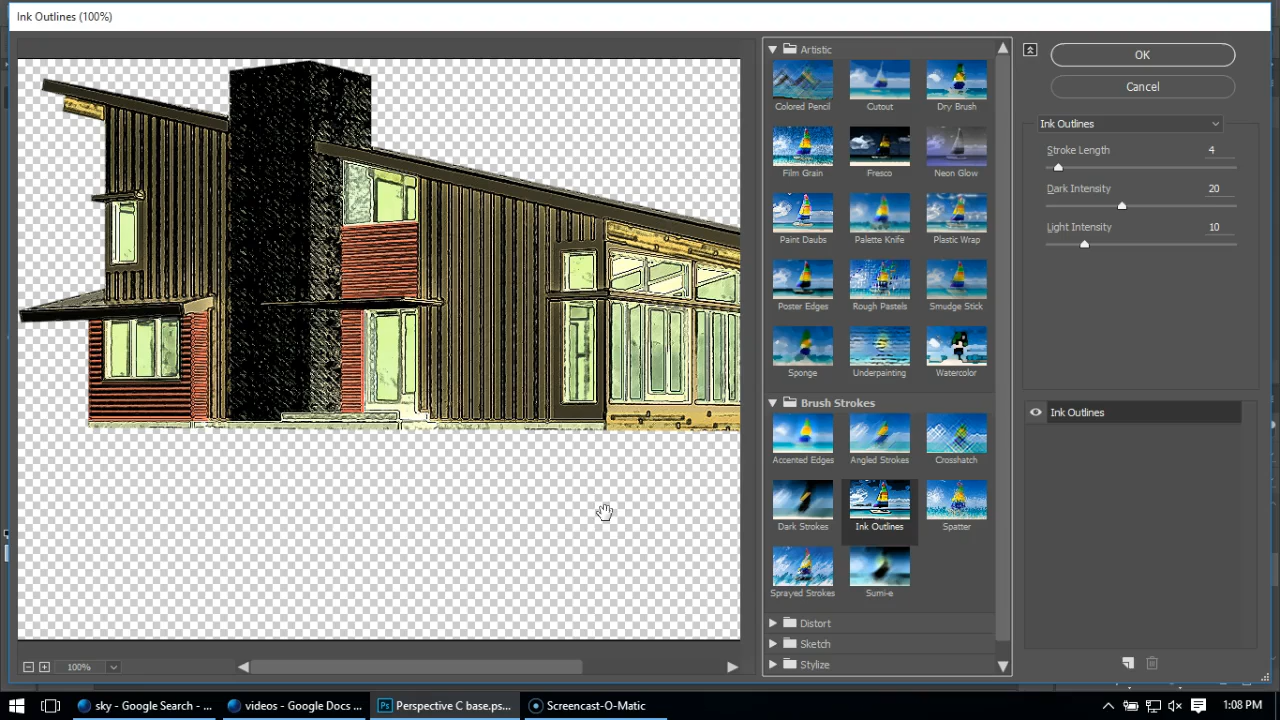 Ink Outlines (100%)
Artistic
Colored Pencil
Cutout
Dry Brush
Film Grain
Fresco
Neon Glow
Paint Daubs
Palette Knife
Plastic Wrap
Poster Edges
Rough Pastels
Smudge Stick
Sponge
Underpainting
Watercolor
Brush Strokes
Accented Edges
Angled Strokes
Crosshatch
Dark Strokes
Ink Outlines
Spatter
Sprayed Strokes
Sumi-e
Distort
Sketch
Stylize
OK
Cancel
Ink Outlines
Stroke Length 4
Dark Intensity 20
Light Intensity 10
Ink Outlines
100%
sky - Google Search - ...
videos - Google Docs ...
Ps Perspective C base.ps...
Screencast-O-Matic
1:08 PM